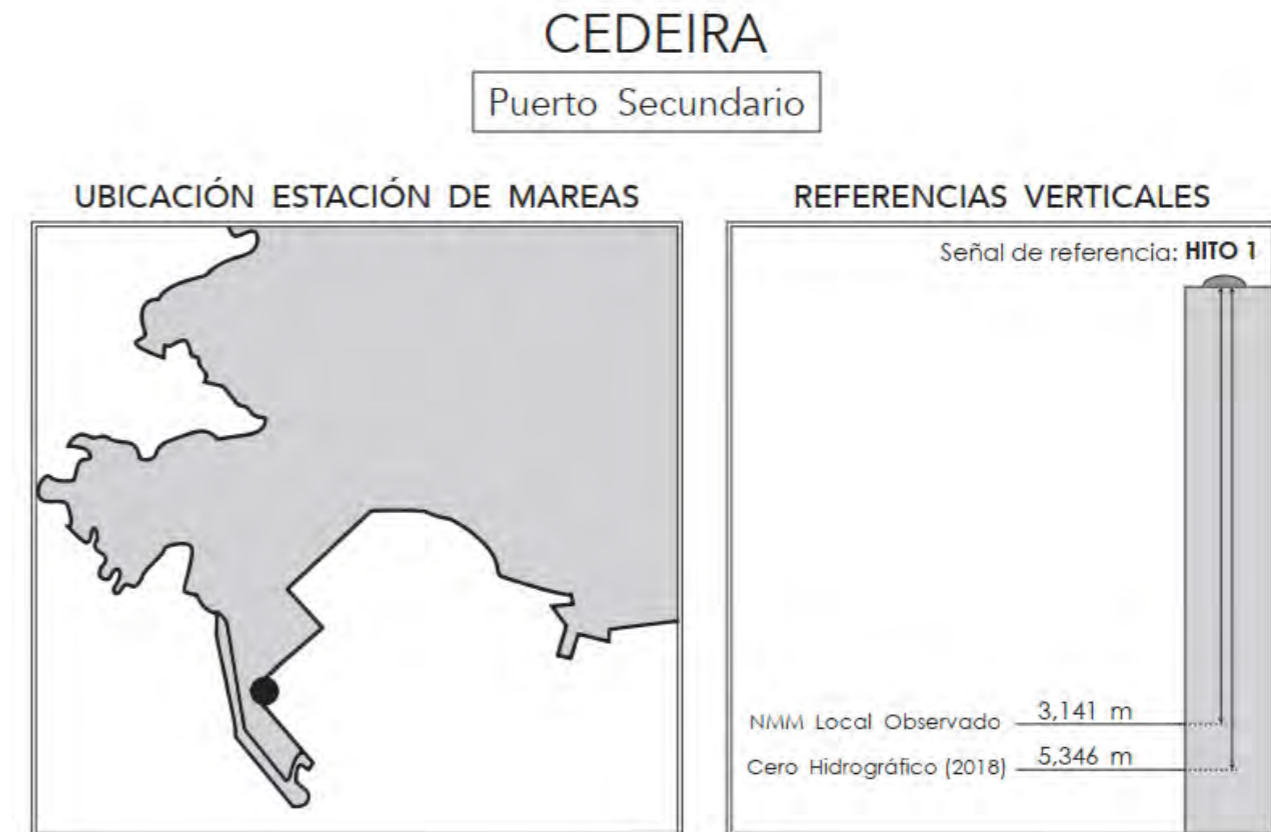 CEDEIRA
Puerto Secundario
UBICACIÓN ESTACIÓN DE MAREAS
REFERENCIAS VERTICALES
Señal de referencia: HITO 1
NMM Local Observado 3,141 m
Cero Hidrográfico (2018) 5,346 m